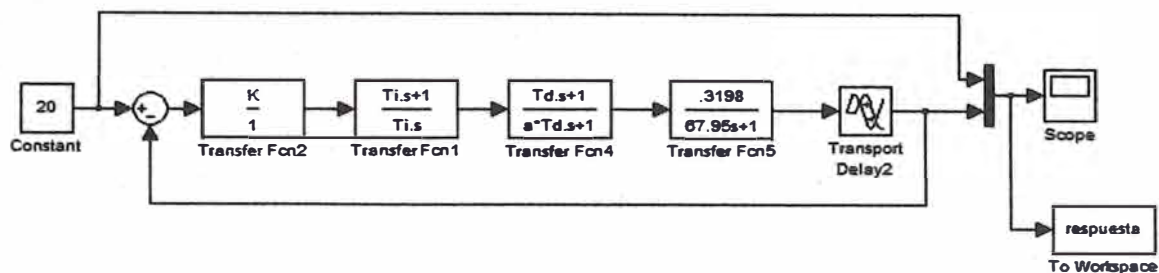 20
Constant
+
-
K
1
Transfer Fcn2
Ti.s+1
Ti.s
Transfer Fcn1
Td.s+1
a*Td.s+1
Transfer Fcn4
.3198
67.95s+1
Transfer Fcn5
Transport
Delay2
Scope
respuesta
To Workspace